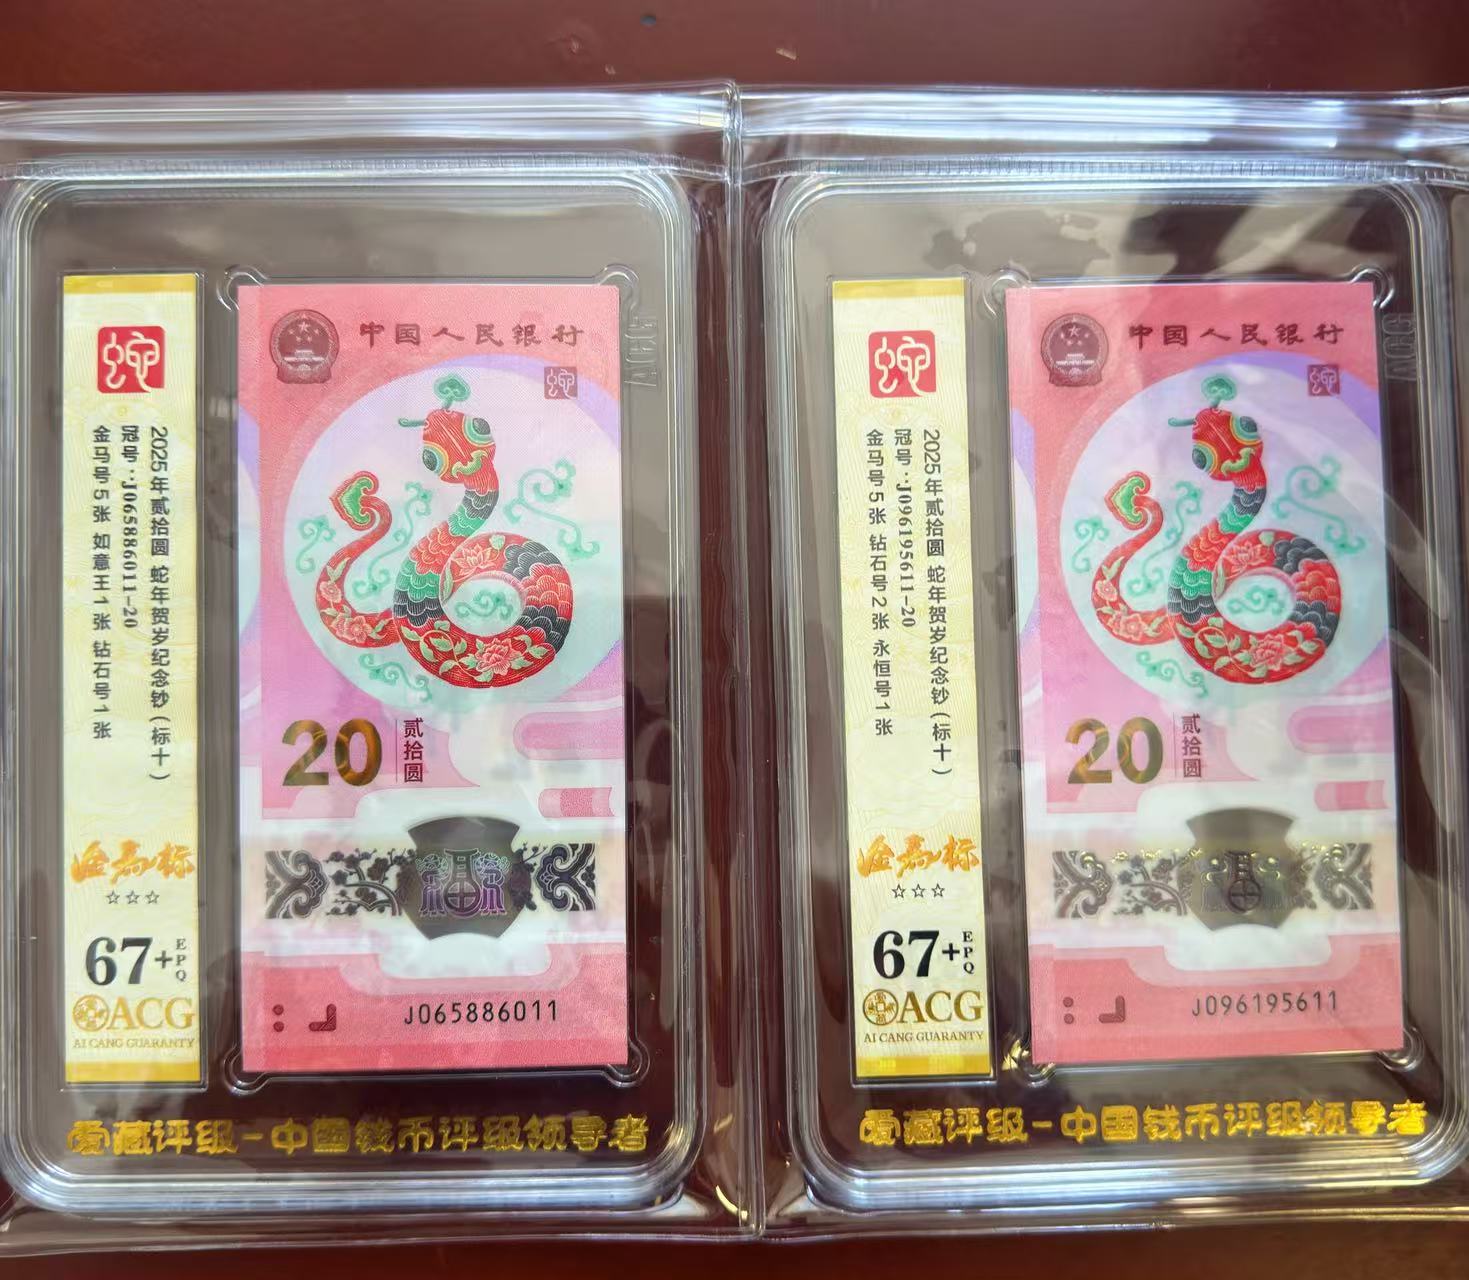 蛇
2025年贰拾圆 蛇年贺岁纪念钞(标十)
冠号:J065886011-20
金马号5张 如意王1张 钻石号1张
金马标
☆☆☆
67+EPQ
ACG
AI CANG GUARANTY
中国人民银行
蛇
20
贰拾圆
福
J065886011
ACG
爱藏评级-中国钱币评级领导者
蛇
2025年贰拾圆 蛇年贺岁纪念钞(标十)
冠号:J096195611-20
金马号5张 钻石号2张 永恒号1张
金马标
☆☆☆
67+EPQ
ACG
AI CANG GUARANTY
中国人民银行
蛇
20
贰拾圆
福
J096195611
ACG
爱藏评级-中国钱币评级领导者